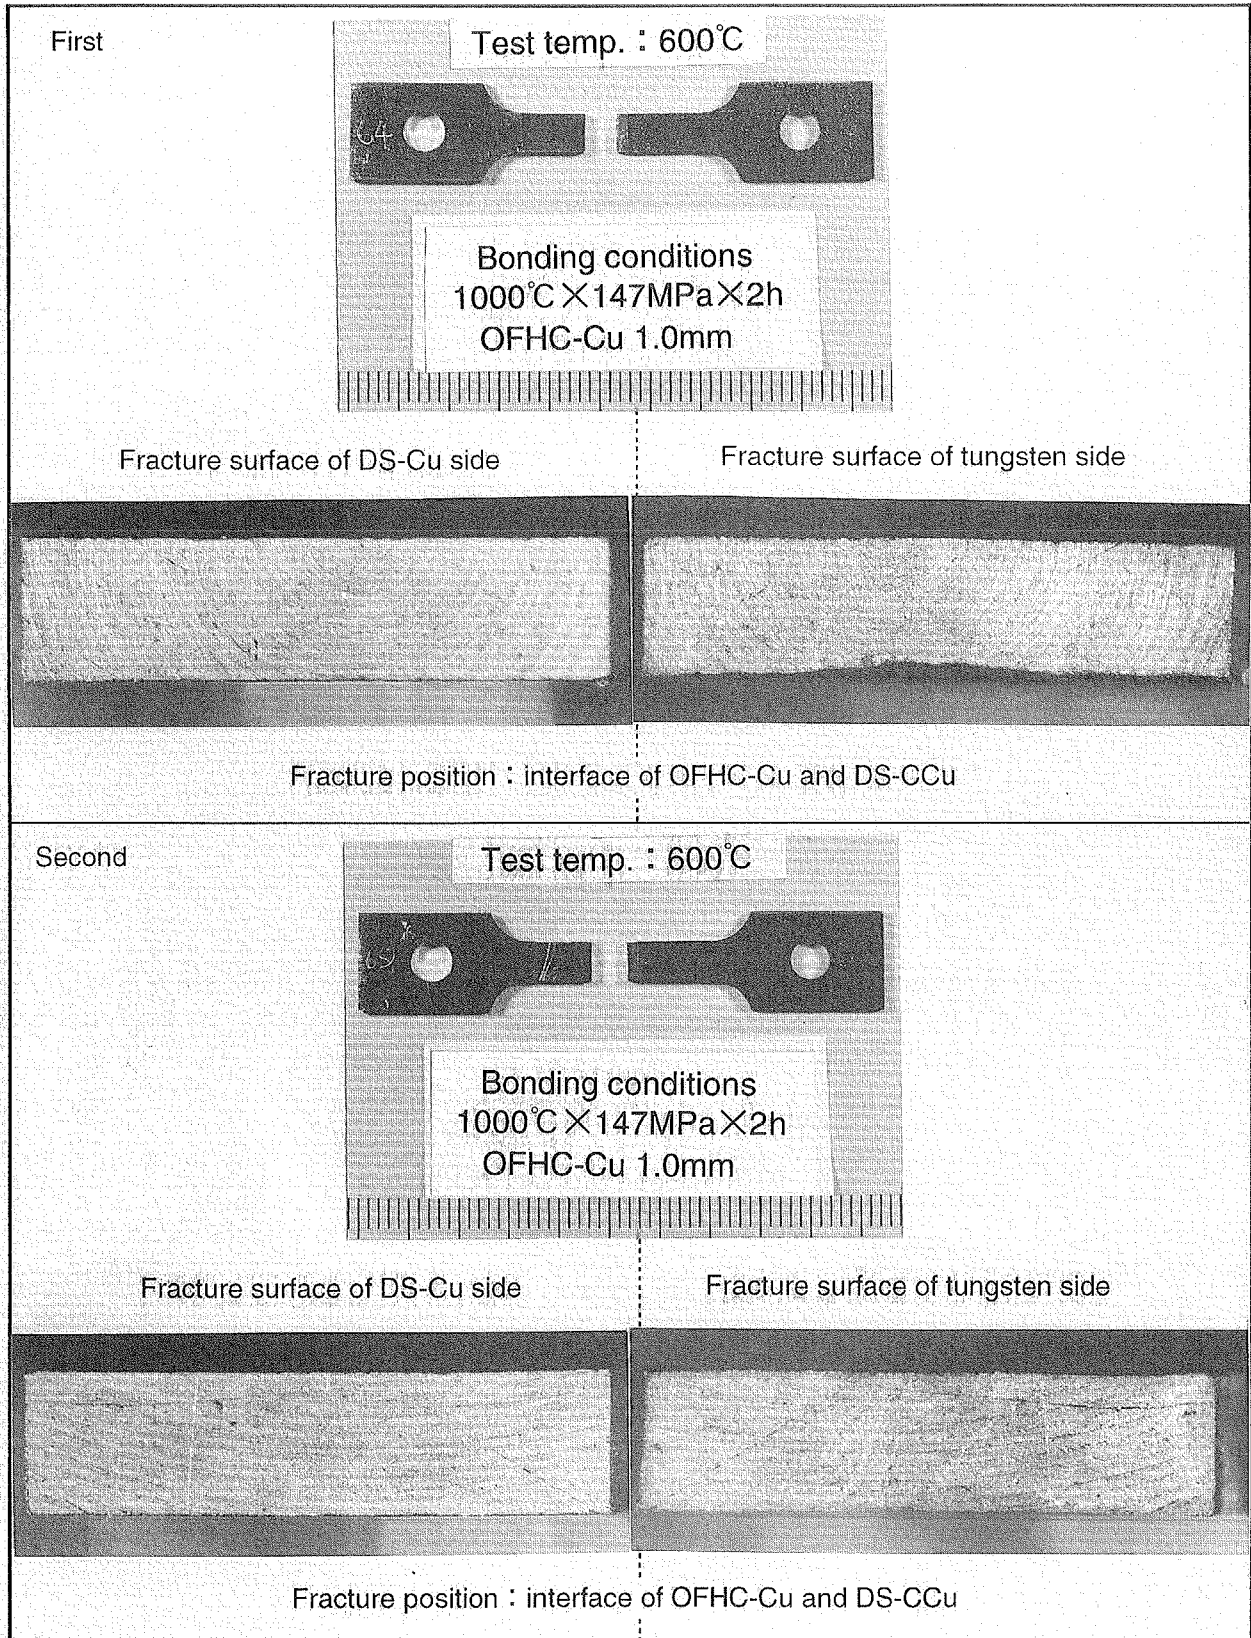 First
Test temp. : 600℃
64
Bonding conditions
1000℃×147MPa×2h
OFHC-Cu 1.0mm
Fracture surface of DS-Cu side
Fracture surface of tungsten side
Fracture position : interface of OFHC-Cu and DS-CCu
Second
Test temp. : 600℃
Bonding conditions
1000℃×147MPa×2h
OFHC-Cu 1.0mm
Fracture surface of DS-Cu side
Fracture surface of tungsten side
Fracture position : interface of OFHC-Cu and DS-CCu